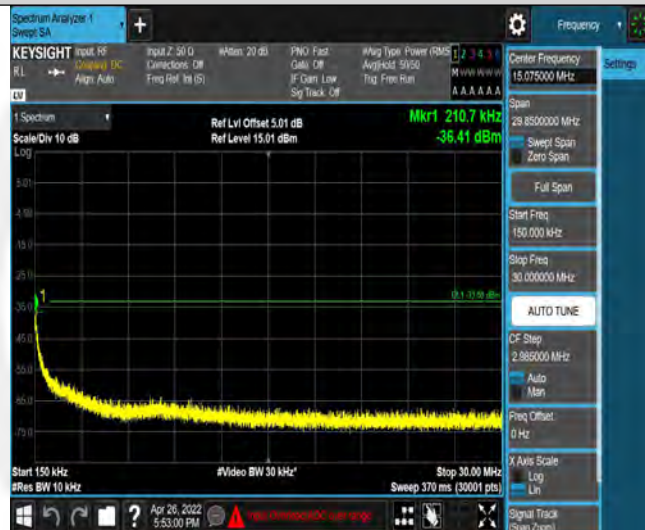 Spectrum Analyzer 1
Swept SA
Frequency
KEYSIGHT
Input: RF
Input Z: 50 Ω
#Atten: 20 dB
PNO: Fast
#Avg Type: Power (RMS
1 2 3 4 5 6
RL
Coupling: DC
Corrections: Off
Gate: Off
Avg|Hold: 50/50
M W W W W W
Align: Auto
Freq Ref: Int (S)
IF Gain: Low
Trig: Free Run
Sig Track: Off
A A A A A A
Center Frequency
15.075000 MHz
Settings
1 Spectrum
Ref Lvl Offset 5.01 dB
Mkr1 210.7 kHz
Scale/Div 10 dB
Ref Level 15.01 dBm
-36.41 dBm
Log
5.01
-4.99
-15.0
-25.0
-35.0
-45.0
-55.0
-65.0
-75.0
1
Span
29.8500000 MHz
Swept Span
Zero Span
Full Span
Start Freq
150.000 kHz
Stop Freq
30.000000 MHz
AUTO TUNE
CF Step
2.985000 MHz
Auto
Man
Freq Offset
0 Hz
X Axis Scale
Log
Lin
Signal Track
(Span Zoom)
Start 150 kHz
#Video BW 30 kHz*
Stop 30.00 MHz
#Res BW 10 kHz
Sweep 370 ms (30001 pts)
?
Apr 26, 2022
5:53:00 PM